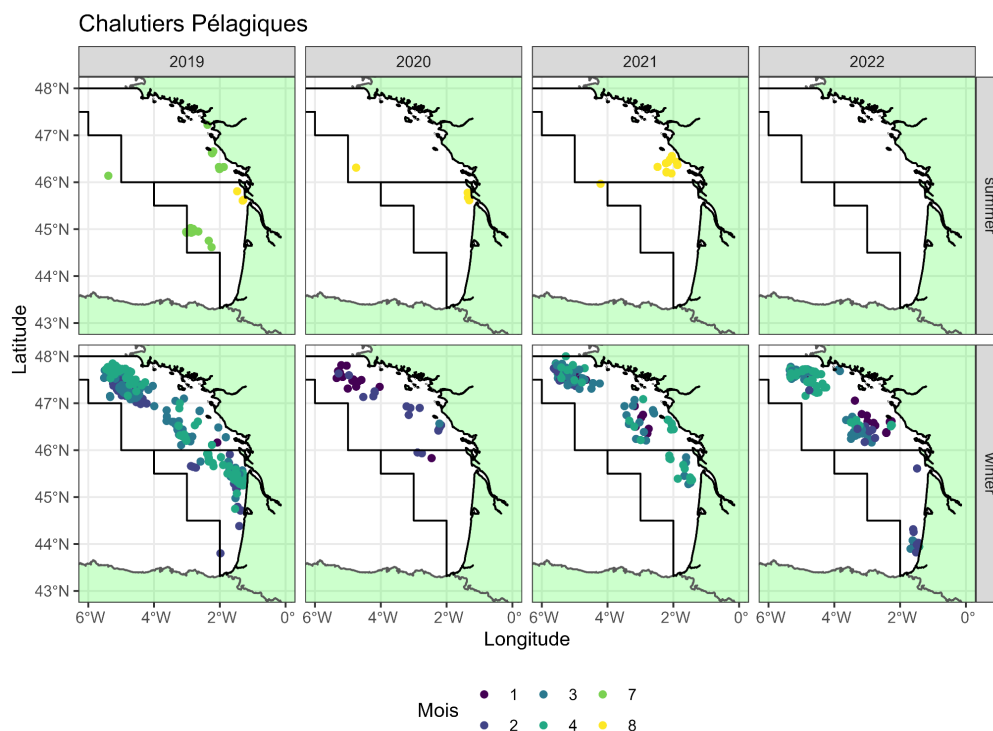 Chalutiers Pélagiques
2019 2020 2021 2022
48°N
47°N
46°N
45°N
44°N
43°N
summer
Latitude
48°N
47°N
46°N
45°N
44°N
43°N
winter
6°W 4°W 2°W 0° 6°W 4°W 2°W 0° 6°W 4°W 2°W 0° 6°W 4°W 2°W 0°
Longitude
Mois
1 3 7
2 4 8